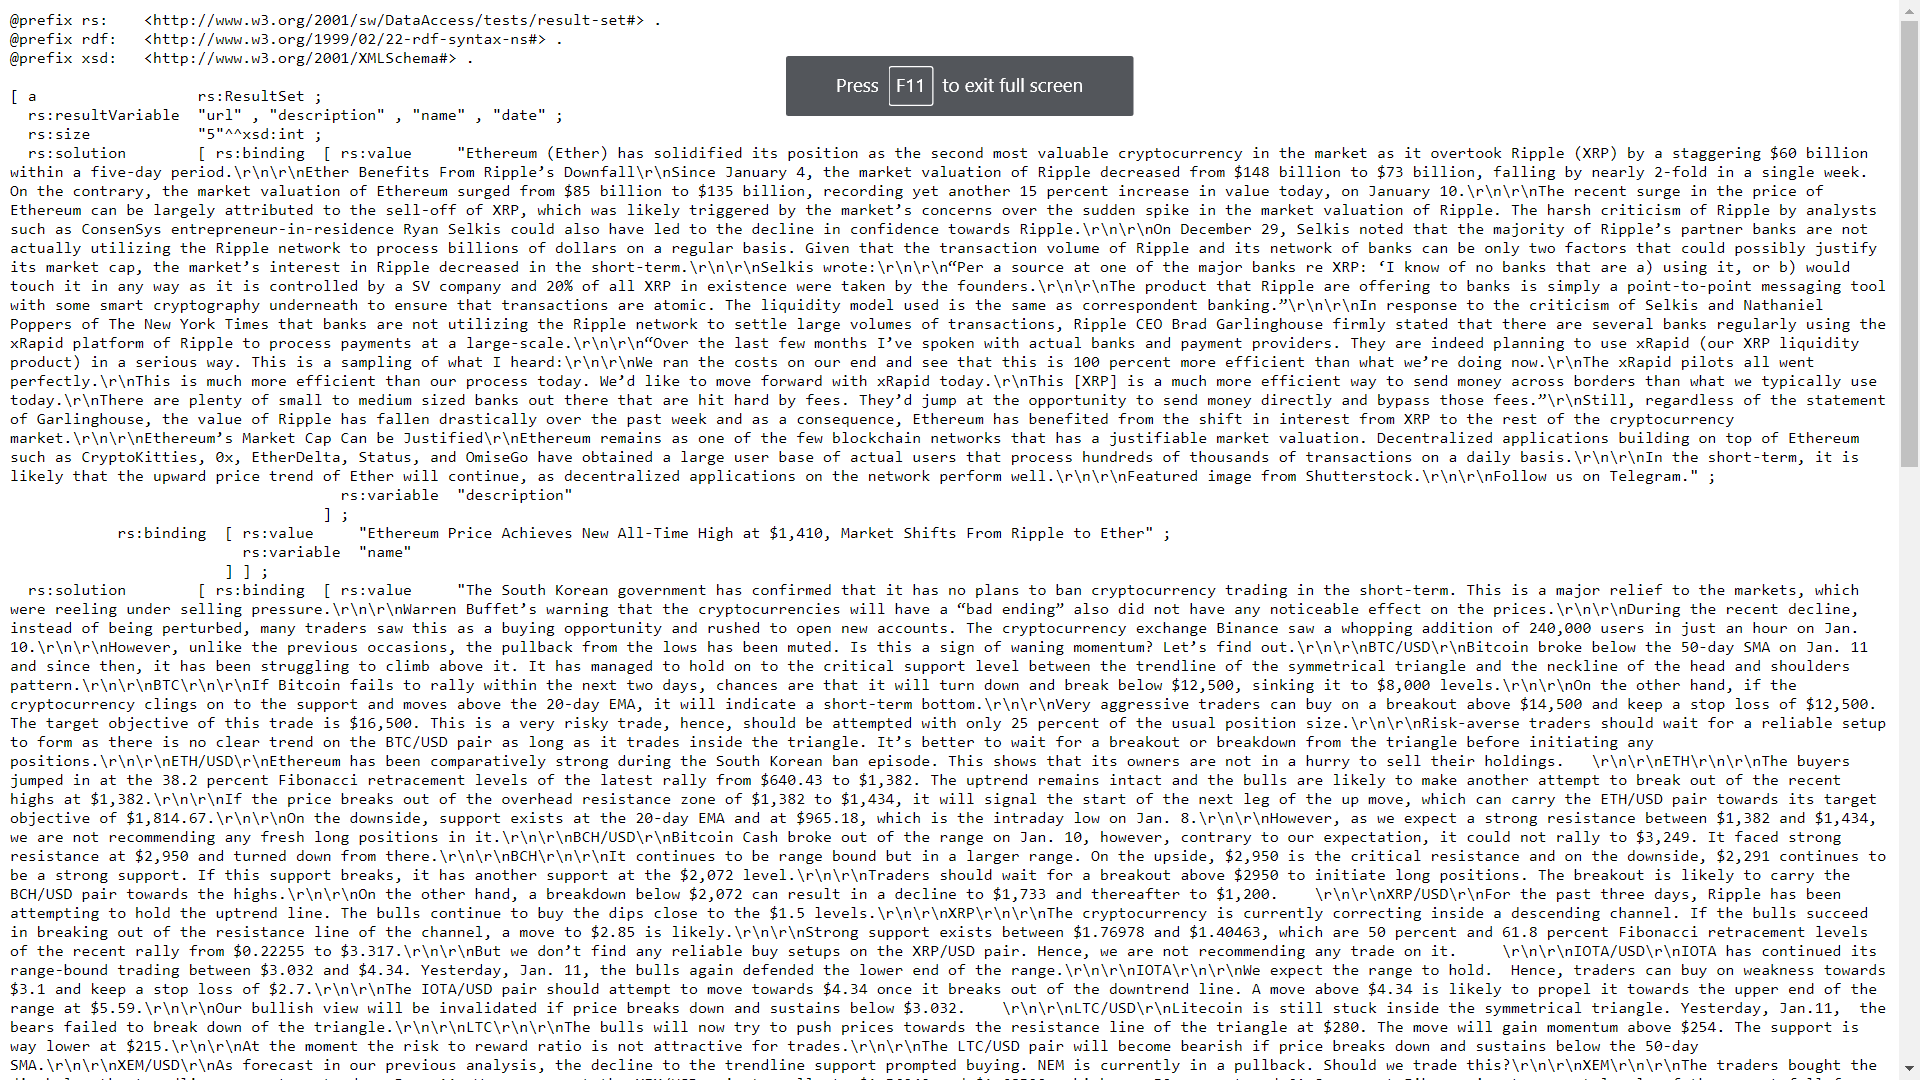 @prefix rs:    <http://www.w3.org/2001/sw/DataAccess/tests/result-set#> .
@prefix rdf:   <http://www.w3.org/1999/02/22-rdf-syntax-ns#> .
@prefix xsd:   <http://www.w3.org/2001/XMLSchema#> .
Press F11 to exit full screen
[ a                  rs:ResultSet ;
  rs:resultVariable  "url" , "description" , "name" , "date" ;
  rs:size            "5"^^xsd:int ;
  rs:solution        [ rs:binding  [ rs:value     "Ethereum (Ether) has solidified its position as the second most valuable cryptocurrency in the market as it overtook Ripple (XRP) by a staggering $60 billion
within a five-day period.\r\n\r\nEther Benefits From Ripple’s Downfall\r\nSince January 4, the market valuation of Ripple decreased from $148 billion to $73 billion, falling by nearly 2-fold in a single week.
On the contrary, the market valuation of Ethereum surged from $85 billion to $135 billion, recording yet another 15 percent increase in value today, on January 10.\r\n\r\nThe recent surge in the price of
Ethereum can be largely attributed to the sell-off of XRP, which was likely triggered by the market’s concerns over the sudden spike in the market valuation of Ripple. The harsh criticism of Ripple by analysts
such as ConsenSys entrepreneur-in-residence Ryan Selkis could also have led to the decline in confidence towards Ripple.\r\n\r\nOn December 29, Selkis noted that the majority of Ripple’s partner banks are not
actually utilizing the Ripple network to process billions of dollars on a regular basis. Given that the transaction volume of Ripple and its network of banks can be only two factors that could possibly justify
its market cap, the market’s interest in Ripple decreased in the short-term.\r\n\r\nSelkis wrote:\r\n\r\n“Per a source at one of the major banks re XRP: ‘I know of no banks that are a) using it, or b) would
touch it in any way as it is controlled by a SV company and 20% of all XRP in existence were taken by the founders.\r\n\r\nThe product that Ripple are offering to banks is simply a point-to-point messaging tool
with some smart cryptography underneath to ensure that transactions are atomic. The liquidity model used is the same as correspondent banking.”\r\n\r\nIn response to the criticism of Selkis and Nathaniel
Poppers of The New York Times that banks are not utilizing the Ripple network to settle large volumes of transactions, Ripple CEO Brad Garlinghouse firmly stated that there are several banks regularly using the
xRapid platform of Ripple to process payments at a large-scale.\r\n\r\n“Over the last few months I’ve spoken with actual banks and payment providers. They are indeed planning to use xRapid (our XRP liquidity
product) in a serious way. This is a sampling of what I heard:\r\n\r\nWe ran the costs on our end and see that this is 100 percent more efficient than what we’re doing now.\r\nThe xRapid pilots all went
perfectly.\r\nThis is much more efficient than our process today. We’d like to move forward with xRapid today.\r\nThis [XRP] is a much more efficient way to send money across borders than what we typically use
today.\r\nThere are plenty of small to medium sized banks out there that are hit hard by fees. They’d jump at the opportunity to send money directly and bypass those fees.”\r\nStill, regardless of the statement
of Garlinghouse, the value of Ripple has fallen drastically over the past week and as a consequence, Ethereum has benefited from the shift in interest from XRP to the rest of the cryptocurrency
market.\r\n\r\nEthereum’s Market Cap Can be Justified\r\nEthereum remains as one of the few blockchain networks that has a justifiable market valuation. Decentralized applications building on top of Ethereum
such as CryptoKitties, 0x, EtherDelta, Status, and OmiseGo have obtained a large user base of actual users that process hundreds of thousands of transactions on a daily basis.\r\n\r\nIn the short-term, it is
likely that the upward price trend of Ether will continue, as decentralized applications on the network perform well.\r\n\r\nFeatured image from Shutterstock.\r\n\r\nFollow us on Telegram." ;
rs:variable  "description"
] ;
rs:binding  [ rs:value     "Ethereum Price Achieves New All-Time High at $1,410, Market Shifts From Ripple to Ether" ;
rs:variable  "name"
] ] ;
  rs:solution        [ rs:binding  [ rs:value     "The South Korean government has confirmed that it has no plans to ban cryptocurrency trading in the short-term. This is a major relief to the markets, which
were reeling under selling pressure.\r\n\r\nWarren Buffet’s warning that the cryptocurrencies will have a “bad ending” also did not have any noticeable effect on the prices.\r\n\r\nDuring the recent decline,
instead of being perturbed, many traders saw this as a buying opportunity and rushed to open new accounts. The cryptocurrency exchange Binance saw a whopping addition of 240,000 users in just an hour on Jan.
10.\r\n\r\nHowever, unlike the previous occasions, the pullback from the lows has been muted. Is this a sign of waning momentum? Let’s find out.\r\n\r\nBTC/USD\r\nBitcoin broke below the 50-day SMA on Jan. 11
and since then, it has been struggling to climb above it. It has managed to hold on to the critical support level between the trendline of the symmetrical triangle and the neckline of the head and shoulders
pattern.\r\n\r\nBTC\r\n\r\nIf Bitcoin fails to rally within the next two days, chances are that it will turn down and break below $12,500, sinking it to $8,000 levels.\r\n\r\nOn the other hand, if the
cryptocurrency clings on to the support and moves above the 20-day EMA, it will indicate a short-term bottom.\r\n\r\nVery aggressive traders can buy on a breakout above $14,500 and keep a stop loss of $12,500.
The target objective of this trade is $16,500. This is a very risky trade, hence, should be attempted with only 25 percent of the usual position size.\r\n\r\nRisk-averse traders should wait for a reliable setup
to form as there is no clear trend on the BTC/USD pair as long as it trades inside the triangle. It’s better to wait for a breakout or breakdown from the triangle before initiating any
positions.\r\n\r\nETH/USD\r\nEthereum has been comparatively strong during the South Korean ban episode. This shows that its owners are not in a hurry to sell their holdings.   \r\n\r\nETH\r\n\r\nThe buyers
jumped in at the 38.2 percent Fibonacci retracement levels of the latest rally from $640.43 to $1,382. The uptrend remains intact and the bulls are likely to make another attempt to break out of the recent
highs at $1,382.\r\n\r\nIf the price breaks out of the overhead resistance zone of $1,382 to $1,434, it will signal the start of the next leg of the up move, which can carry the ETH/USD pair towards its target
objective of $1,814.67.\r\n\r\nOn the downside, support exists at the 20-day EMA and at $965.18, which is the intraday low on Jan. 8.\r\n\r\nHowever, as we expect a strong resistance between $1,382 and $1,434,
we are not recommending any fresh long positions in it.\r\n\r\nBCH/USD\r\nBitcoin Cash broke out of the range on Jan. 10, however, contrary to our expectation, it could not rally to $3,249. It faced strong
resistance at $2,950 and turned down from there.\r\n\r\nBCH\r\n\r\nIt continues to be range bound but in a larger range. On the upside, $2,950 is the critical resistance and on the downside, $2,291 continues to
be a strong support. If this support breaks, it has another support at the $2,072 level.\r\n\r\nTraders should wait for a breakout above $2950 to initiate long positions. The breakout is likely to carry the
BCH/USD pair towards the highs.\r\n\r\nOn the other hand, a breakdown below $2,072 can result in a decline to $1,733 and thereafter to $1,200.    \r\n\r\nXRP/USD\r\nFor the past three days, Ripple has been
attempting to hold the uptrend line. The bulls continue to buy the dips close to the $1.5 levels.\r\n\r\nXRP\r\n\r\nThe cryptocurrency is currently correcting inside a descending channel. If the bulls succeed
in breaking out of the resistance line of the channel, a move to $2.85 is likely.\r\n\r\nStrong support exists between $1.76978 and $1.40463, which are 50 percent and 61.8 percent Fibonacci retracement levels
of the recent rally from $0.22255 to $3.317.\r\n\r\nBut we don’t find any reliable buy setups on the XRP/USD pair. Hence, we are not recommending any trade on it.     \r\n\r\nIOTA/USD\r\nIOTA has continued its
range-bound trading between $3.032 and $4.34. Yesterday, Jan. 11, the bulls again defended the lower end of the range.\r\n\r\nIOTA\r\n\r\nWe expect the range to hold.  Hence, traders can buy on weakness towards
$3.1 and keep a stop loss of $2.7.\r\n\r\nThe IOTA/USD pair should attempt to move towards $4.34 once it breaks out of the downtrend line. A move above $4.34 is likely to propel it towards the upper end of the
range at $5.59.\r\n\r\nOur bullish view will be invalidated if price breaks down and sustains below $3.032.    \r\n\r\nLTC/USD\r\nLitecoin is still stuck inside the symmetrical triangle. Yesterday, Jan.11,  the
bears failed to break down of the triangle.\r\n\r\nLTC\r\n\r\nThe bulls will now try to push prices towards the resistance line of the triangle at $280. The move will gain momentum above $254. The support is
way lower at $215.\r\n\r\nAt the moment the risk to reward ratio is not attractive for trades.\r\n\r\nThe LTC/USD pair will become bearish if price breaks down and sustains below the 50-day
SMA.\r\n\r\nXEM/USD\r\nAs forecast in our previous analysis, the decline to the trendline support prompted buying. NEM is currently in a pullback. Should we trade this?\r\n\r\nXEM\r\n\r\nThe traders bought the